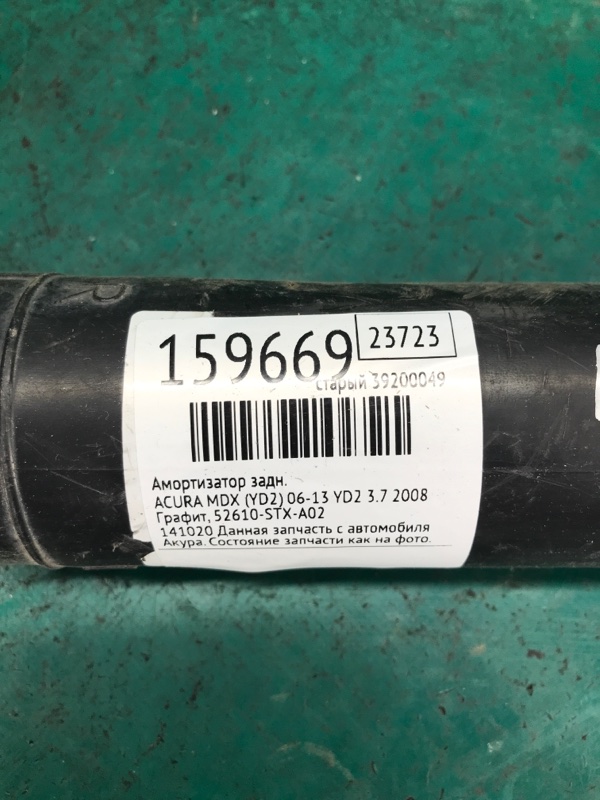 159669 23723
старый 39200049
Амортизатор задн.
ACURA MDX (YD2) 06-13 YD2 3.7 2008
Графит, 52610-STX-A02
141020 Данная запчасть с автомобиля
Акура. Состояние запчасти как на фото.